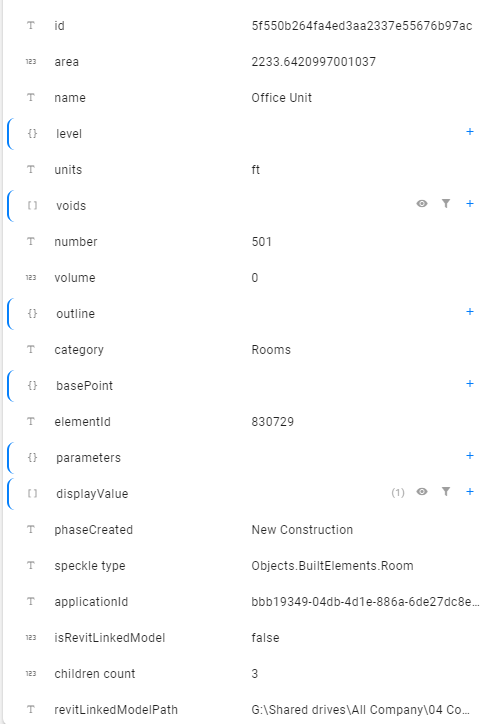 T id 5f550b264fa4ed3aa2337e55676b97ac
123 area 2233.6420997001037
T name Office Unit
{} level +
T units ft
[] voids +
T number 501
123 volume 0
{} outline +
T category Rooms
{} basePoint +
T elementId 830729
{} parameters +
[] displayValue (1) +
T phaseCreated New Construction
T speckle type Objects.BuiltElements.Room
T applicationId bbb19349-04db-4d1e-886a-6de27dc8e...
123 isRevitLinkedModel false
123 children count 3
T revitLinkedModelPath G:\Shared drives\All Company\04 Co...